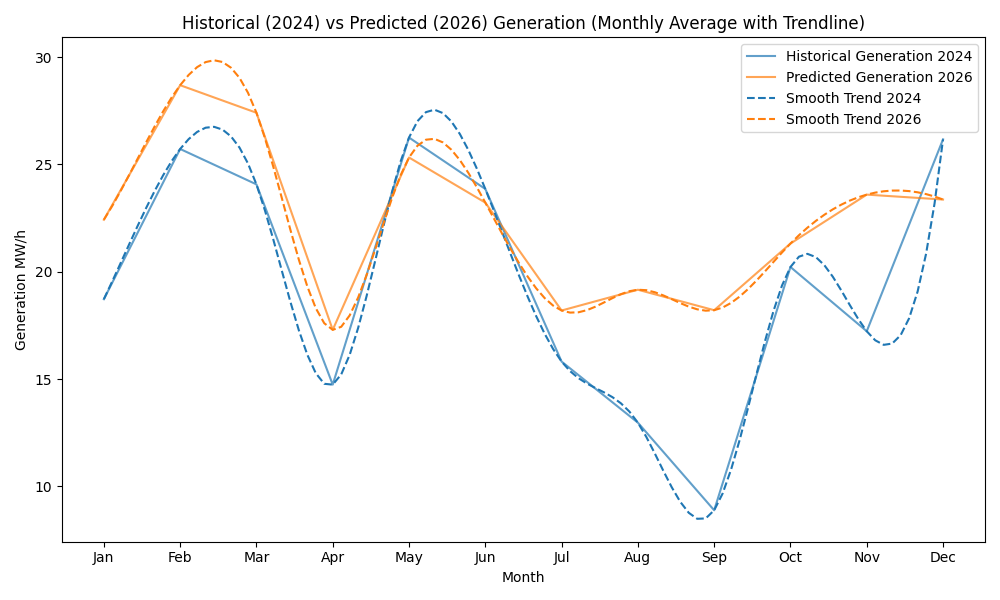 Historical (2024) vs Predicted (2026) Generation (Monthly Average with Trendline)
Historical Generation 2024
Predicted Generation 2026
Smooth Trend 2024
Smooth Trend 2026
Generation MW/h
30
25
20
15
10
Jan Feb Mar Apr May Jun Jul Aug Sep Oct Nov Dec
Month